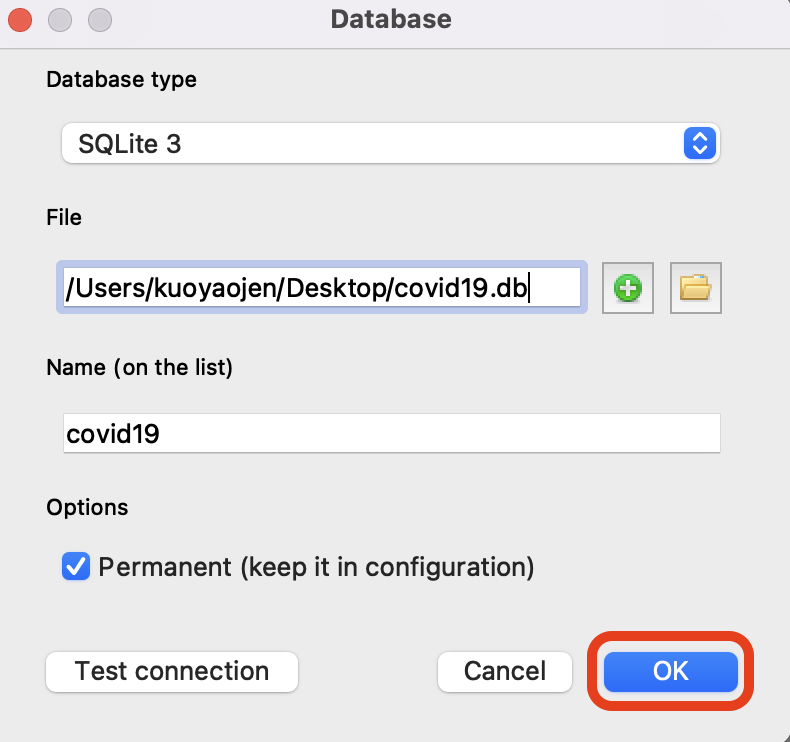 Database
Database type
SQLite 3
File
/Users/kuoyaojen/Desktop/covid19.db
Name (on the list)
covid19
Options
Permanent (keep it in configuration)
Test connection Cancel OK